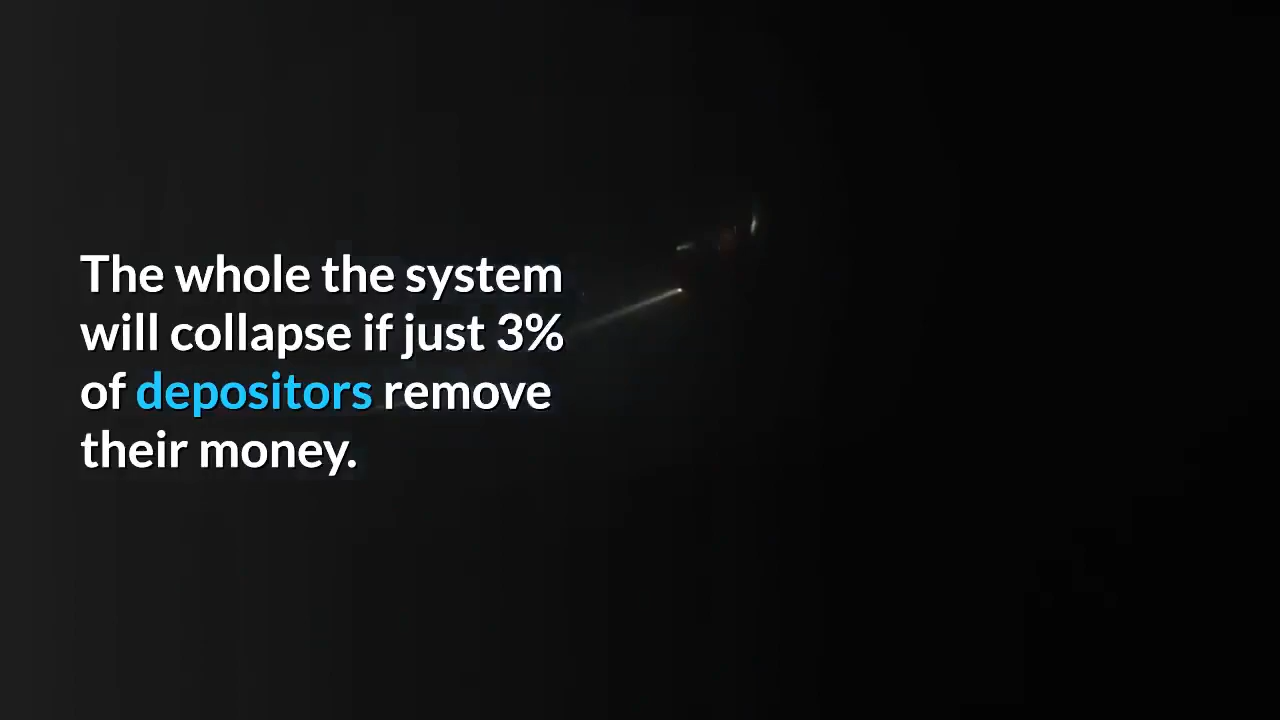 The whole the system
will collapse if just 3%
of depositors remove
their money.